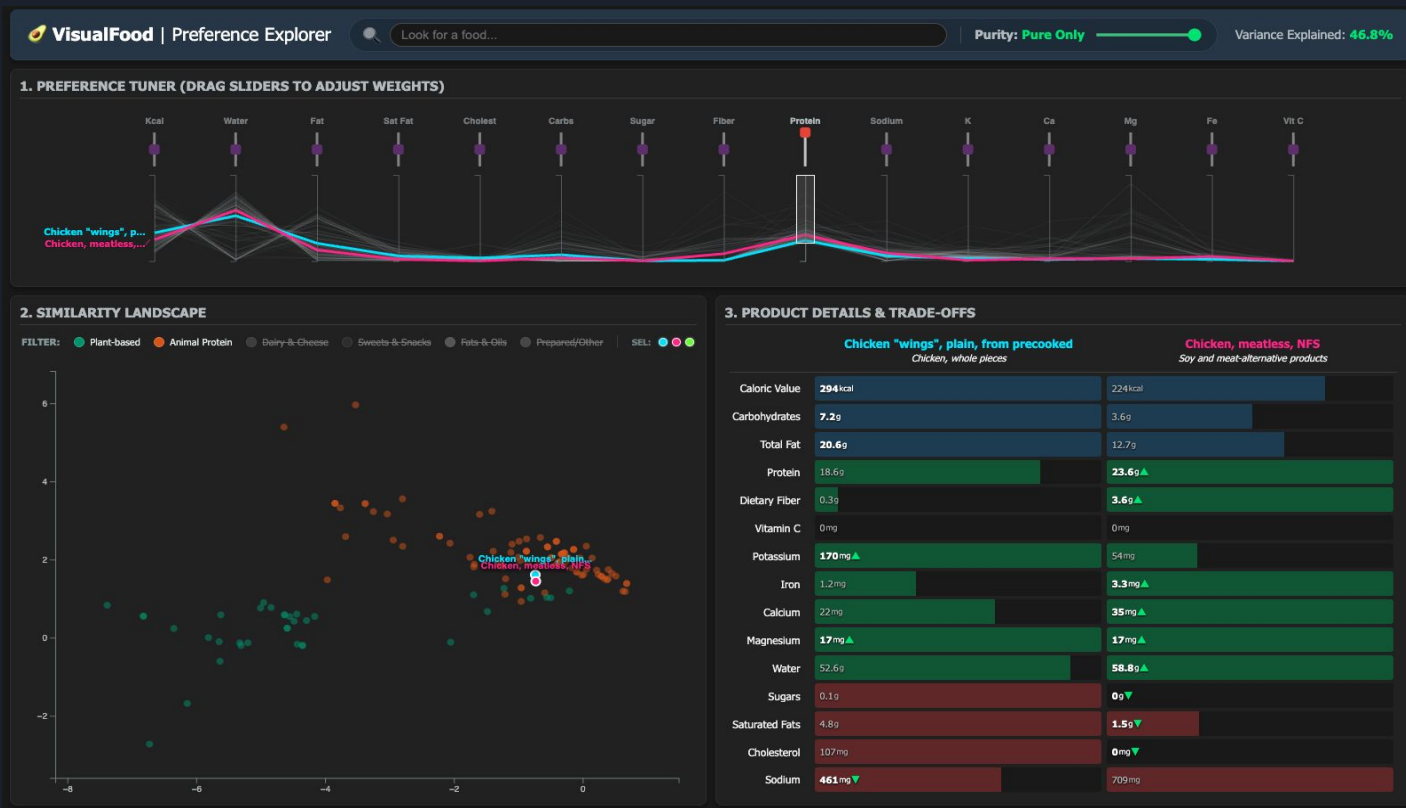 VisualFood | Preference Explorer
Look for a food...
Purity: Pure Only
Variance Explained: 46.8%
1. PREFERENCE TUNER (DRAG SLIDERS TO ADJUST WEIGHTS)
Kcal Water Fat Sat Fat Cholest Carbs Sugar Fiber Protein Sodium K Ca Mg Fe Vit C
Chicken "wings", p...
Chicken, meatless,...
2. SIMILARITY LANDSCAPE
FILTER: Plant-based Animal Protein Dairy & Cheese Sweets & Snacks Fats & Oils Prepared/Other SEL:
6
4
2
0
−2
−8 −6 −4 −2 0
Chicken "wings", plain...
Chicken, meatless, NFS
3. PRODUCT DETAILS & TRADE-OFFS
Chicken "wings", plain, from precooked Chicken, meatless, NFS
Chicken, whole pieces Soy and meat-alternative products
Caloric Value 294kcal 224kcal
Carbohydrates 7.2g 3.6g
Total Fat 20.6g 12.7g
Protein 18.6g 23.6g▲
Dietary Fiber 0.3g 3.6g▲
Vitamin C 0mg 0mg
Potassium 170mg▲ 54mg
Iron 1.2mg 3.3mg▲
Calcium 22mg 35mg▲
Magnesium 17mg▲ 17mg▲
Water 52.6g 58.8g▲
Sugars 0.1g 0g▼
Saturated Fats 4.8g 1.5g▼
Cholesterol 107mg 0mg▼
Sodium 461mg▼ 709mg